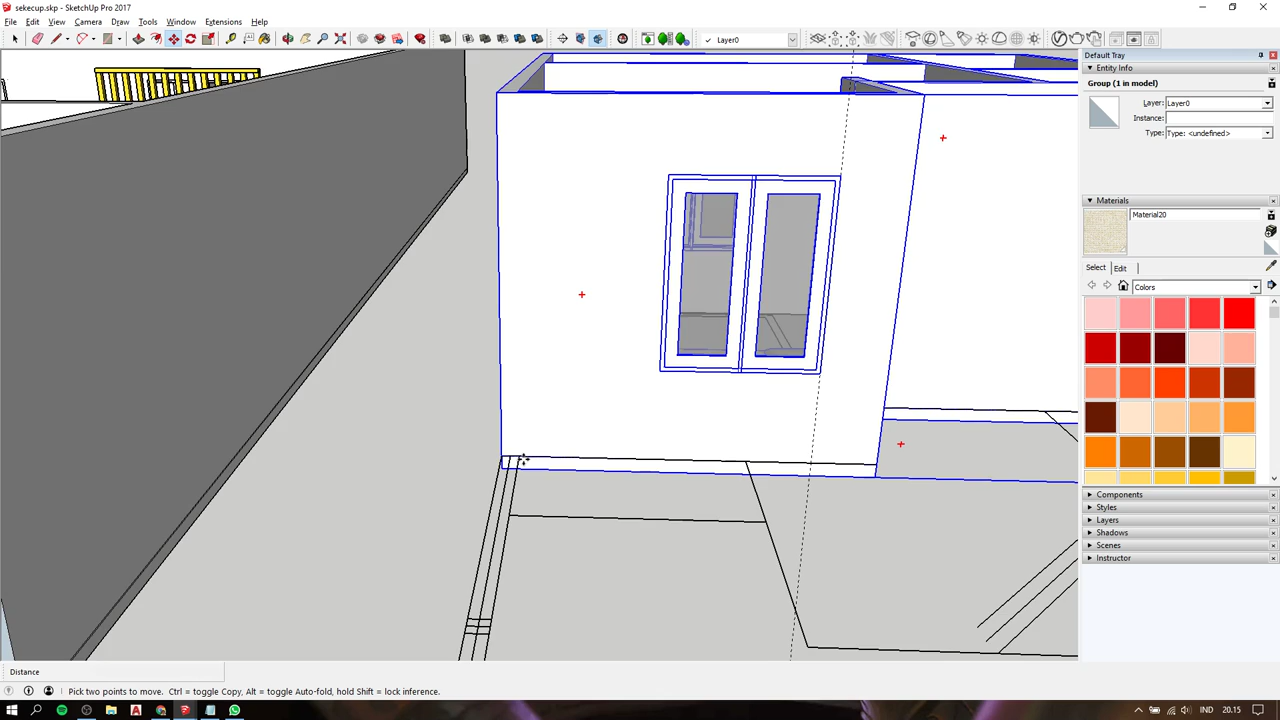 sekecup.skp - SketchUp Pro 2017
File Edit View Camera Draw Tools Window Extensions Help
Layer0
Default Tray
Entity Info
Group (1 in model)
Layer: Layer0
Instance:
Type: Type: <undefined>
Materials
Material20
Select Edit
Colors
Components
Styles
Layers
Shadows
Scenes
Instructor
Distance
Pick two points to move. Ctrl = toggle Copy, Alt = toggle Auto-fold, hold Shift = lock inference.
IND 20.15